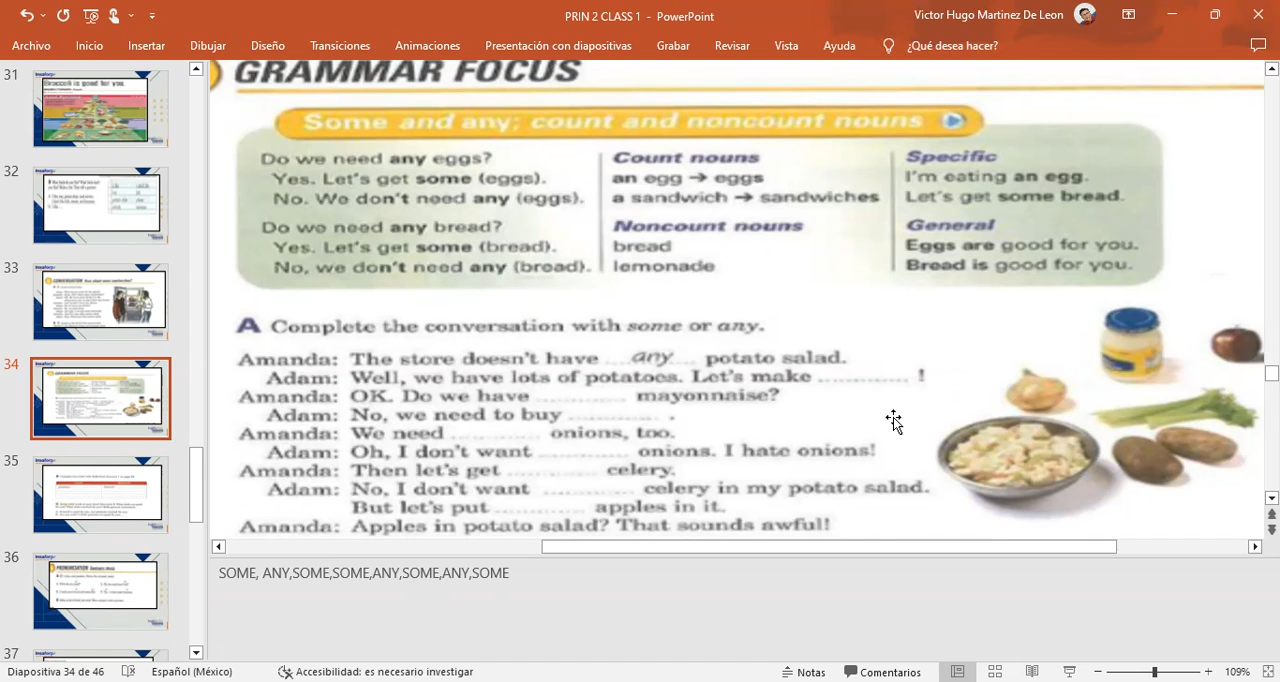 PRIN 2 CLASS 1 - PowerPoint
Victor Hugo Martinez De Leon
Archivo Inicio Insertar Dibujar Diseño Transiciones Animaciones Presentación con diapositivas Grabar Revisar Vista Ayuda ¿Qué desea hacer?
31
Broccoli is good for you.
32
33
34
35
36
37
GRAMMAR FOCUS
Some and any; count and noncount nouns
Do we need any eggs?
Yes. Let's get some (eggs).
No. We don't need any (eggs).
Do we need any bread?
Yes. Let's get some (bread).
No, we don't need any (bread).
Count nouns
an egg → eggs
a sandwich → sandwiches
Noncount nouns
bread
lemonade
Specific
I'm eating an egg.
Let's get some bread.
General
Eggs are good for you.
Bread is good for you.
A Complete the conversation with some or any.
Amanda: The store doesn't have any potato salad.
Adam: Well, we have lots of potatoes. Let's make ............ !
Amanda: OK. Do we have ............ mayonnaise?
Adam: No, we need to buy ............ .
Amanda: We need ............ onions, too.
Adam: Oh, I don't want ............ onions. I hate onions!
Amanda: Then let's get ............ celery.
Adam: No, I don't want ............ celery in my potato salad.
But let's put ............ apples in it.
Amanda: Apples in potato salad? That sounds awful!
SOME, ANY,SOME,SOME,ANY,SOME,ANY,SOME
Diapositiva 34 de 46 Español (México) Accesibilidad: es necesario investigar Notas Comentarios 109%